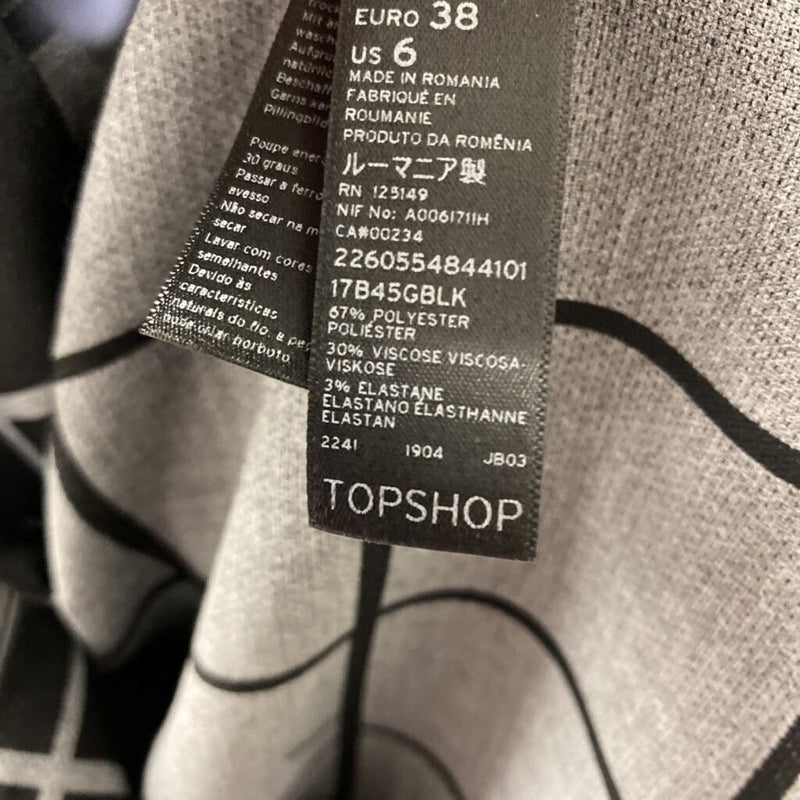 EURO 38
US 6
MADE IN ROMANIA
FABRIQUÉ EN
ROUMANIE
PRODUTO DA ROMÊNIA
ルーマニア製
RN 125149
NIF No: A0061711H
CA#00234
2260554844101
17B45GBLK
67% POLYESTER
POLIÉSTER
30% VISCOSE VISCOSA-
VISKOSE
3% ELASTANE
ELASTANO ÉLASTHANNE
ELASTAN
2241 1904 JB03
TOPSHOP
Mit
Poupe
30 graus
Passar a ferro
avesso
Não secar na
secar
Lavar com cores
semelhantes
Devido às
características
naturais do fio, a
borboto